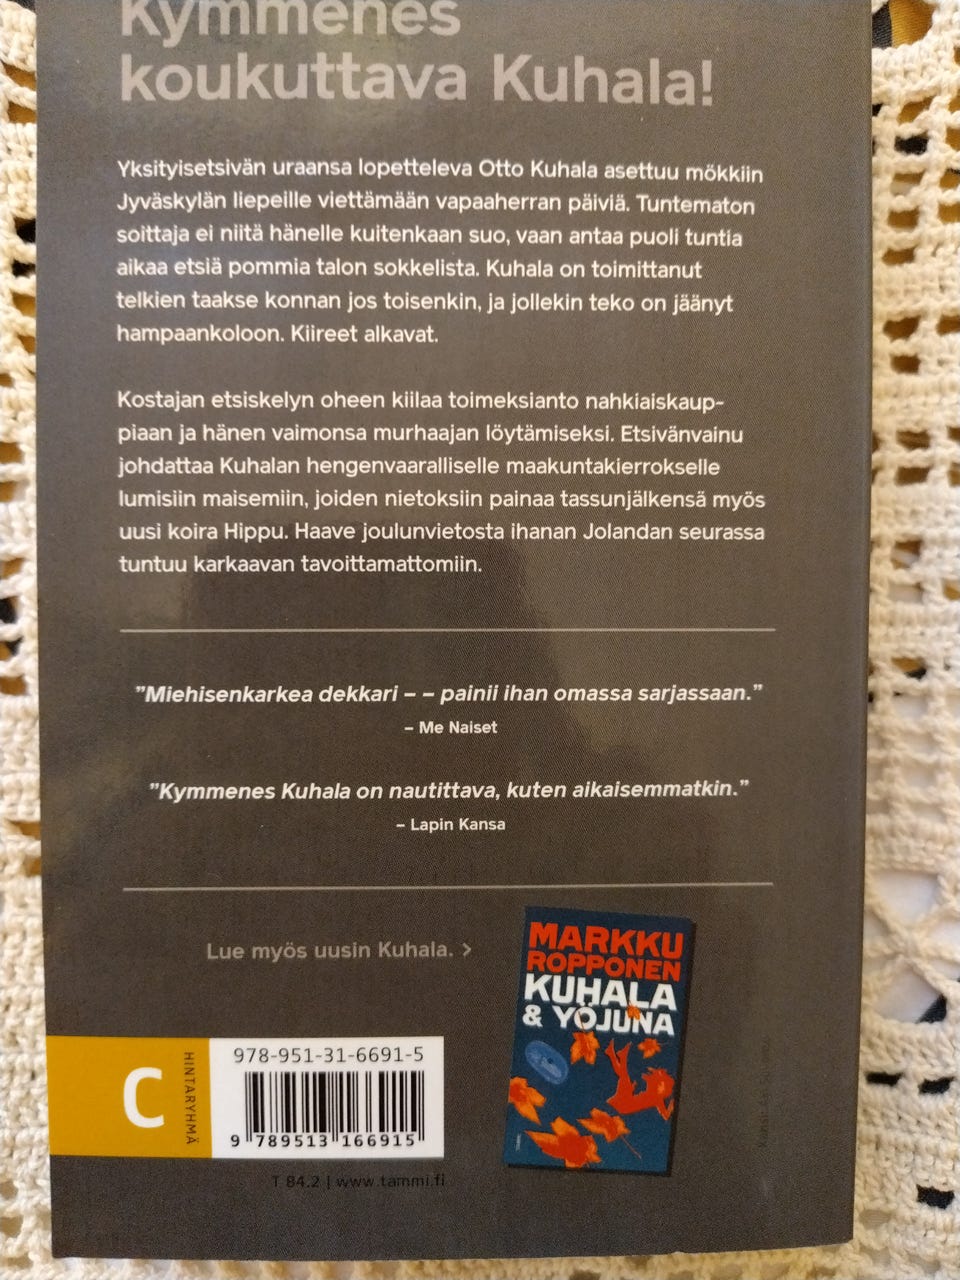 Kymmenes
koukuttava Kuhala!
Yksityisetsivän uraansa lopetteleva Otto Kuhala asettuu mökkiin
Jyväskylän liepeille viettämään vapaaherran päiviä. Tuntematon
soittaja ei niitä hänelle kuitenkaan suo, vaan antaa puoli tuntia
aikaa etsiä pommia talon sokkelista. Kuhala on toimittanut
telkien taakse konnan jos toisenkin, ja jollekin teko on jäänyt
hampaankoloon. Kiireet alkavat.
Kostajan etsiskelyn oheen kiilaa toimeksianto nahkiaiskaup-
piaan ja hänen vaimonsa murhaajan löytämiseksi. Etsivänvainu
johdattaa Kuhalan hengenvaaralliselle maakuntakierrokselle
lumisiin maisemiin, joiden nietoksiin painaa tassunjälkensä myös
uusi koira Hippu. Haave joulunvietosta ihanan Jolandan seurassa
tuntuu karkaavan tavoittamattomiin.
"Miehisenkarkea dekkari – – painii ihan omassa sarjassaan."
– Me Naiset
"Kymmenes Kuhala on nautittava, kuten aikaisemmatkin."
– Lapin Kansa
Lue myös uusin Kuhala. >
MARKKU
ROPPONEN
KUHALA
& YÖJUNA
C
HINTARYHMÄ
978-951-31-6691-5
9 789513 166915
T 84.2 | www.tammi.fi